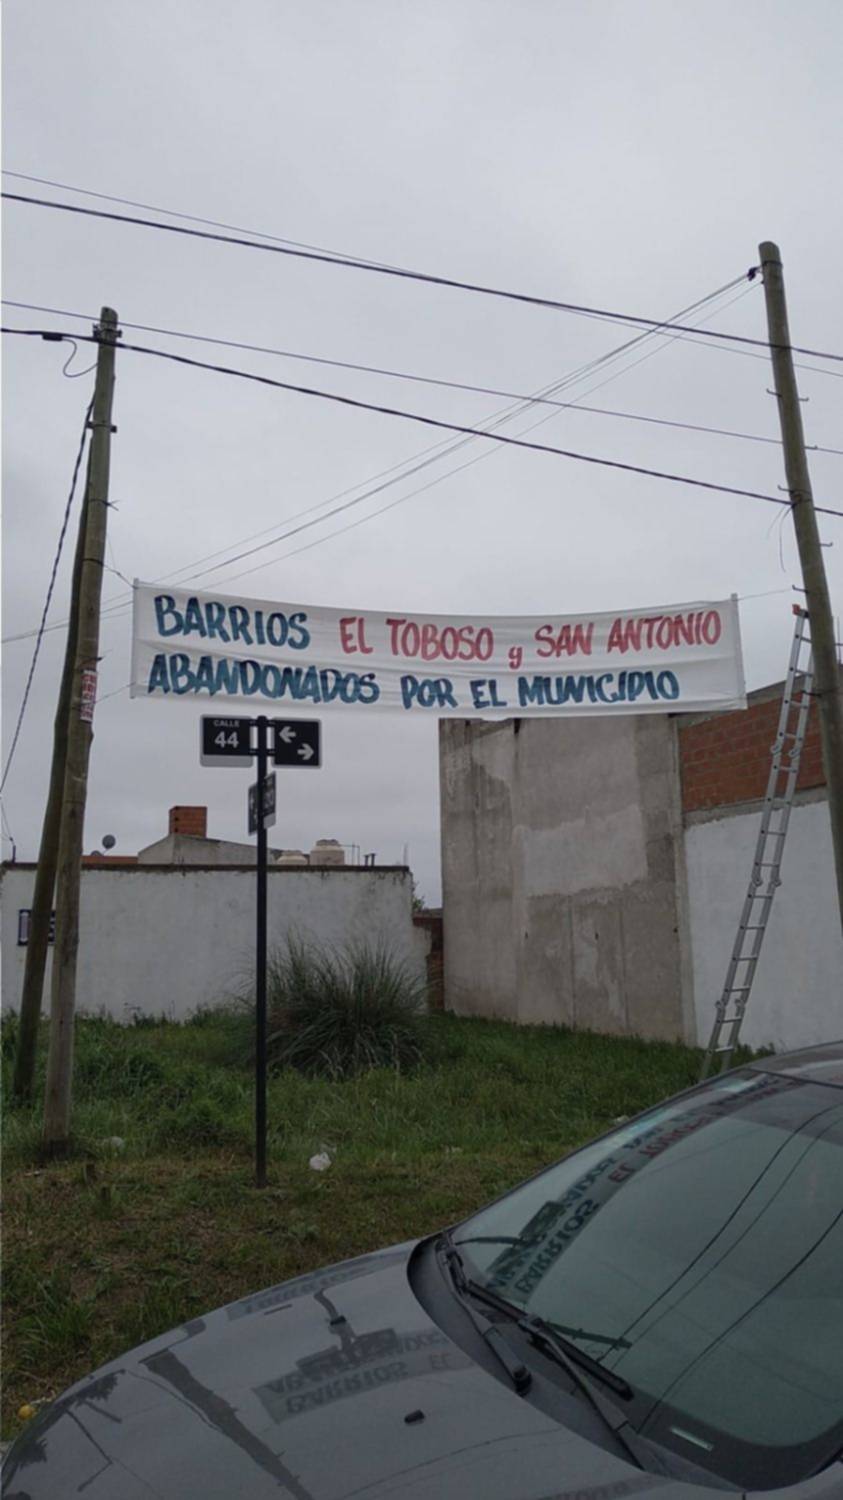 BARRIOS EL TOBOSO y SAN ANTONIO
ABANDONADOS POR EL MUNICIPIO
CALLE
44